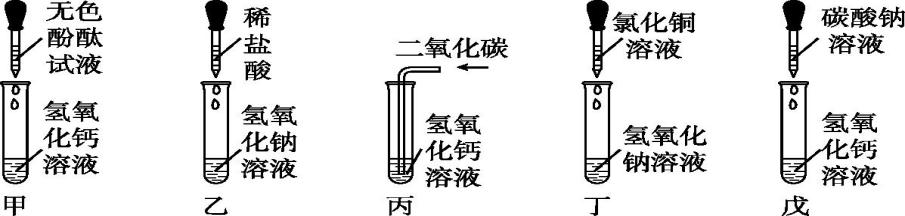 无色
酚酞
试液
氢氧
化钙
溶液
甲
稀
盐
酸
氢氧
化钠
溶液
乙
二氧化碳
氢氧
化钙
溶液
丙
氯化铜
溶液
氢氧化
钠溶液
丁
碳酸钠
溶液
氢氧
化钙
溶液
戊